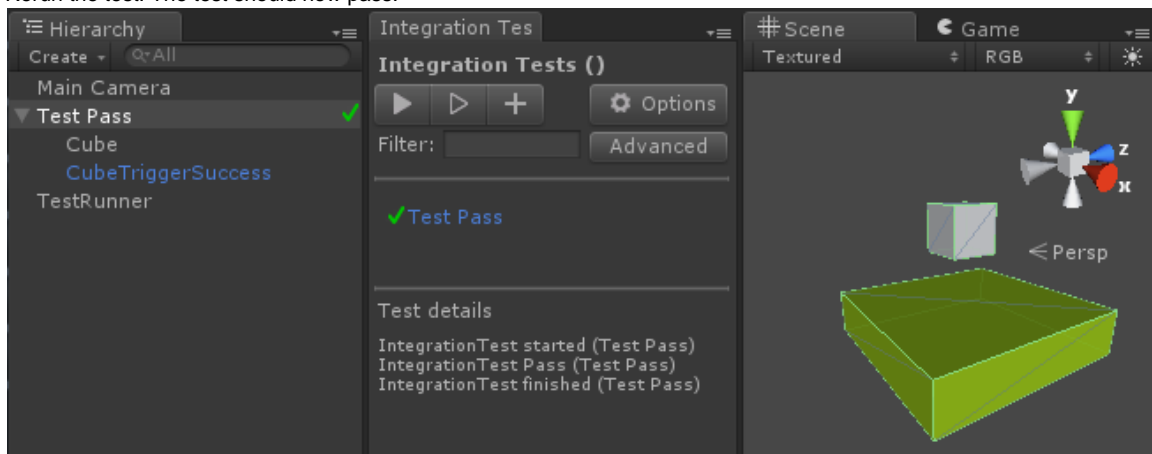 Rerun the test. The test should now pass.
Hierarchy
Create
All
Main Camera
Test Pass
Cube
CubeTriggerSuccess
TestRunner
Integration Tes
Integration Tests ()
Options
Filter:
Advanced
Test Pass
Test details
IntegrationTest started (Test Pass)
IntegrationTest Pass (Test Pass)
IntegrationTest finished (Test Pass)
Scene
Game
Textured
RGB
y
z
x
Persp